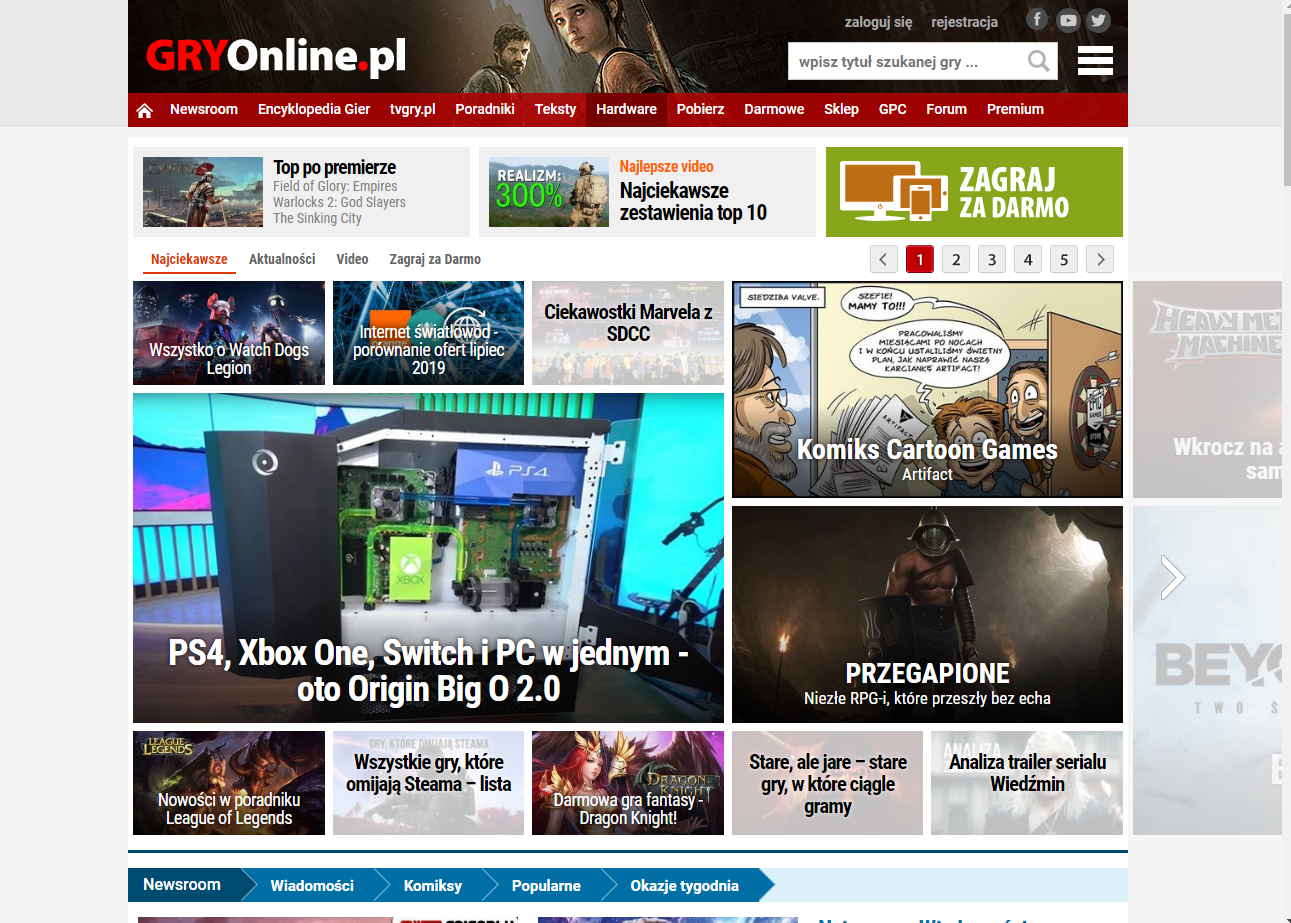 zaloguj się
rejestracja
GRYOnline.pl
wpisz tytuł szukanej gry ...
Newsroom
Encyklopedia Gier
tvgry.pl
Poradniki
Teksty
Hardware
Pobierz
Darmowe
Sklep
GPC
Forum
Premium
Top po premierze
Field of Glory: Empires
Warlocks 2: God Slayers
The Sinking City
REALIZM:
300%
Najlepsze video
Najciekawsze
zestawienia top 10
ZAGRAJ
ZA DARMO
Najciekawsze
Aktualności
Video
Zagraj za Darmo
1
2
3
4
5
Wszystko o Watch Dogs
Legion
Internet światłowód -
porównanie ofert lipiec
2019
Ciekawostki Marvela z
SDCC
SIEDZIBA VALVE.
SZEFIE!
MAMY TO!!!
PRACOWALIŚMY
MIESIĄCAMI PO NOCACH
I W KOŃCU USTALILIŚMY ŚWIETNY
PLAN, JAK NAPRAWIĆ NASZĄ
KARCIANKĘ ARTIFACT!
ARTIFACT
EPIC
GAMES
STORE
Komiks Cartoon Games
Artifact
HEAVY MET
MACHINE
Wkrocz na a
sam
PS4
XBOX
PS4, Xbox One, Switch i PC w jednym -
oto Origin Big O 2.0
PRZEGAPIONE
Niezłe RPG-i, które przeszły bez echa
BEYO
TWO S
LEAGUE OF
LEGENDS
Nowości w poradniku
League of Legends
GRY, KTÓRE OMIJAJĄ STEAMA
Wszystkie gry, które
omijają Steama – lista
DRAGON
KNIGHT
Darmowa gra fantasy -
Dragon Knight!
Stare, ale jare – stare
gry, w które ciągle
gramy
ANALIZA
Analiza trailer serialu
Wiedźmin
Newsroom
Wiadomości
Komiksy
Popularne
Okazje tygodnia